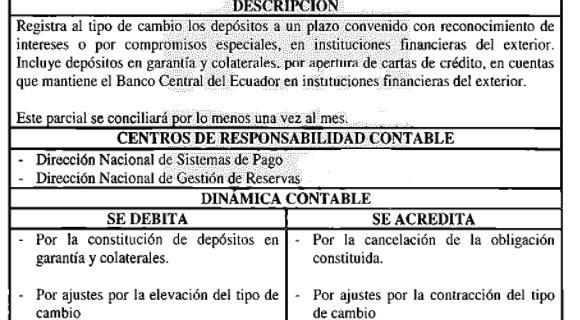 DESCRIPCIÓN
Registra al tipo de cambio los depósitos a un plazo convenido con reconocimiento de
intereses o por compromisos especiales, en instituciones financieras del exterior.
Incluye depósitos en garantía y colaterales. por apertura de cartas de crédito, en cuentas
que mantiene el Banco Central del Ecuador en instituciones financieras del exterior.
Este parcial se conciliará por lo menos una vez al mes.
CENTROS DE RESPONSABILIDAD CONTABLE
- Dirección Nacional de Sistemas de Pago
- Dirección Nacional de Gestión de Reservas
DINÁMICA CONTABLE
SE DEBITA
SE ACREDITA
- Por la constitución de depósitos en
garantía y colaterales.
- Por ajustes por la elevación del tipo de
cambio
- Por la cancelación de la obligación
constituida.
- Por ajustes por la contracción del tipo
de cambio